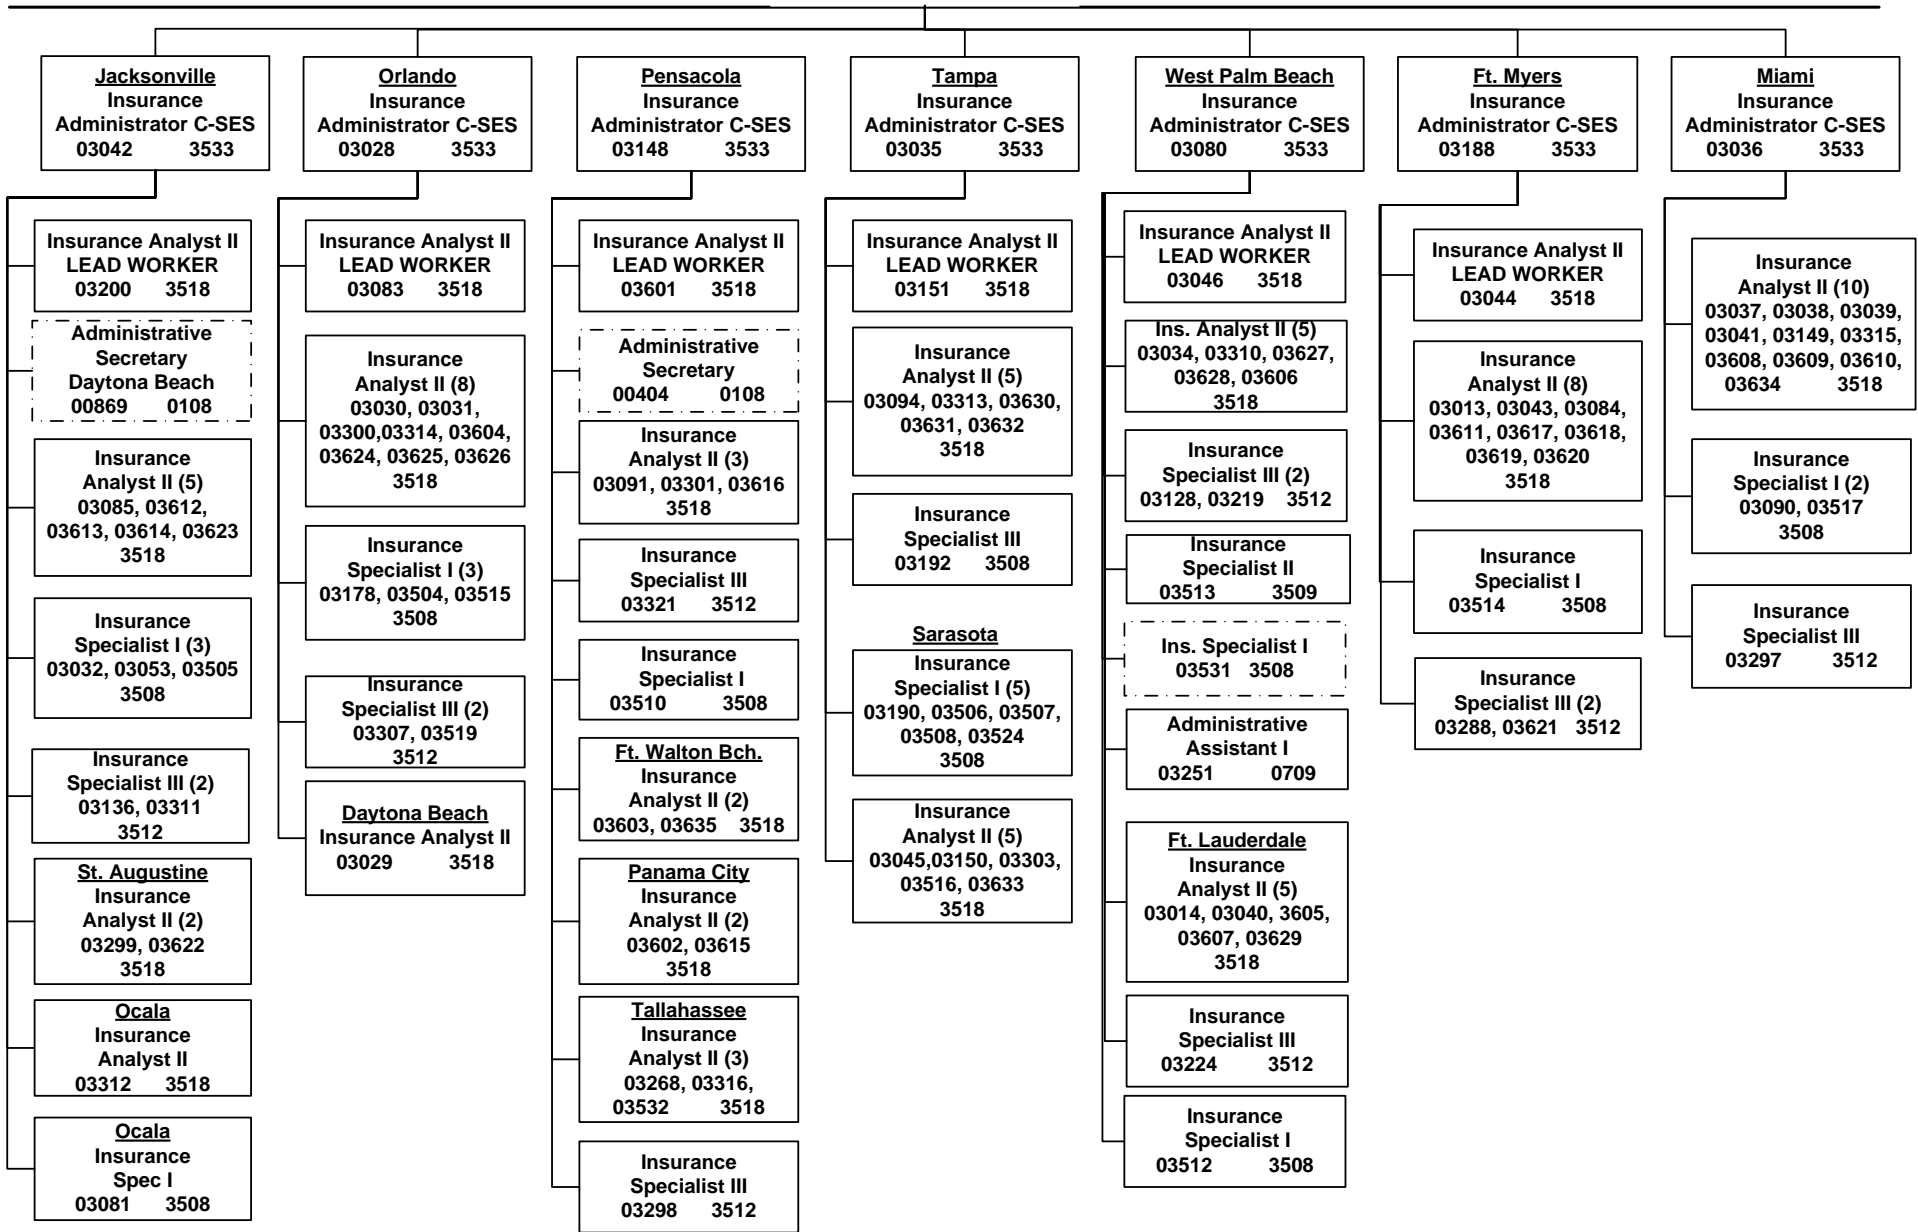 Jacksonville
Insurance
Administrator C-SES
03042 3533
Insurance Analyst II
LEAD WORKER
03200 3518
Administrative
Secretary
Daytona Beach
00869 0108
Insurance
Analyst II (5)
03085, 03612,
03613, 03614, 03623
3518
Insurance
Specialist I (3)
03032, 03053, 03505
3508
Insurance
Specialist III (2)
03136, 03311
3512
St. Augustine
Insurance
Analyst II (2)
03299, 03622
3518
Ocala
Insurance
Analyst II
03312 3518
Ocala
Insurance
Spec I
03081 3508
Orlando
Insurance
Administrator C-SES
03028 3533
Insurance Analyst II
LEAD WORKER
03083 3518
Insurance
Analyst II (8)
03030, 03031,
03300,03314, 03604,
03624, 03625, 03626
3518
Insurance
Specialist I (3)
03178, 03504, 03515
3508
Insurance
Specialist III (2)
03307, 03519
3512
Daytona Beach
Insurance Analyst II
03029 3518
Pensacola
Insurance
Administrator C-SES
03148 3533
Insurance Analyst II
LEAD WORKER
03601 3518
Administrative
Secretary
00404 0108
Insurance
Analyst II (3)
03091, 03301, 03616
3518
Insurance
Specialist III
03321 3512
Insurance
Specialist I
03510 3508
Ft. Walton Bch.
Insurance
Analyst II (2)
03603, 03635 3518
Panama City
Insurance
Analyst II (2)
03602, 03615
3518
Tallahassee
Insurance
Analyst II (3)
03268, 03316,
03532 3518
Insurance
Specialist III
03298 3512
Tampa
Insurance
Administrator C-SES
03035 3533
Insurance Analyst II
LEAD WORKER
03151 3518
Insurance
Analyst II (5)
03094, 03313, 03630,
03631, 03632
3518
Insurance
Specialist III
03192 3508
Sarasota
Insurance
Specialist I (5)
03190, 03506, 03507,
03508, 03524
3508
Insurance
Analyst II (5)
03045,03150, 03303,
03516, 03633
3518
West Palm Beach
Insurance
Administrator C-SES
03080 3533
Insurance Analyst II
LEAD WORKER
03046 3518
Ins. Analyst II (5)
03034, 03310, 03627,
03628, 03606
3518
Insurance
Specialist III (2)
03128, 03219 3512
Insurance
Specialist II
03513 3509
Ins. Specialist I
03531 3508
Administrative
Assistant I
03251 0709
Ft. Lauderdale
Insurance
Analyst II (5)
03014, 03040, 3605,
03607, 03629
3518
Insurance
Specialist III
03224 3512
Insurance
Specialist I
03512 3508
Ft. Myers
Insurance
Administrator C-SES
03188 3533
Insurance Analyst II
LEAD WORKER
03044 3518
Insurance
Analyst II (8)
03013, 03043, 03084,
03611, 03617, 03618,
03619, 03620
3518
Insurance
Specialist I
03514 3508
Insurance
Specialist III (2)
03288, 03621 3512
Miami
Insurance
Administrator C-SES
03036 3533
Insurance
Analyst II (10)
03037, 03038, 03039,
03041, 03149, 03315,
03608, 03609, 03610,
03634 3518
Insurance
Specialist I (2)
03090, 03517
3508
Insurance
Specialist III
03297 3512